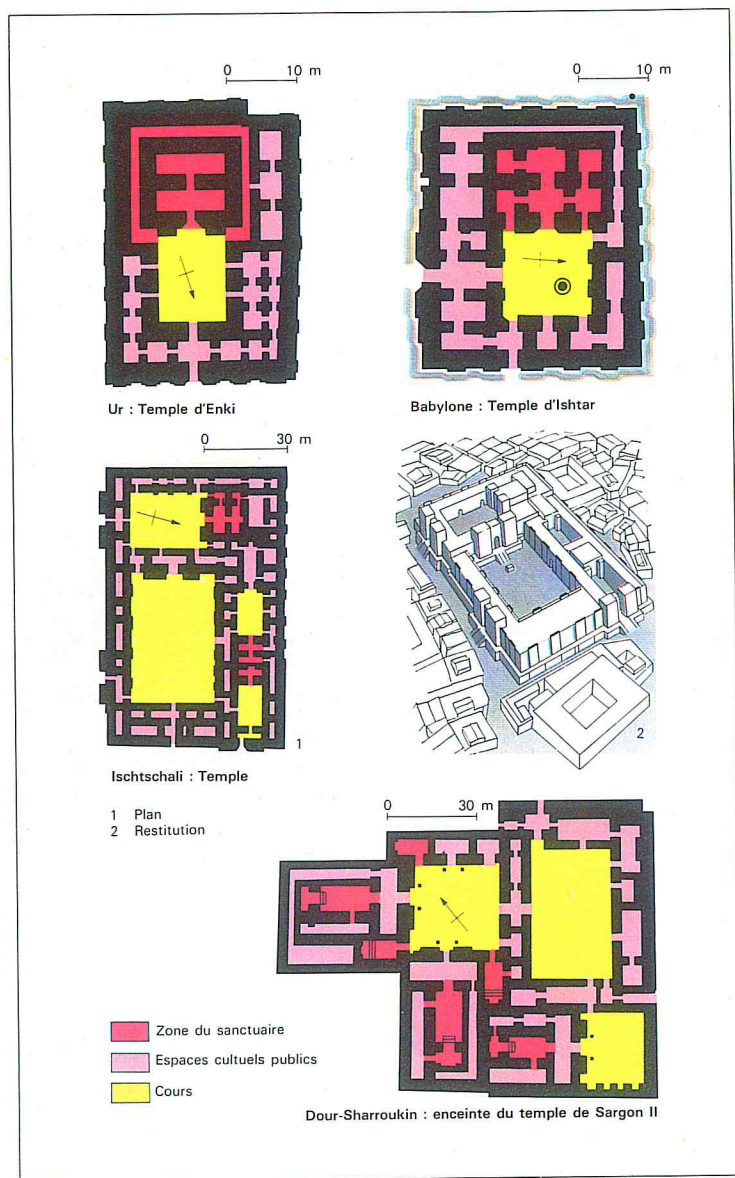 0 10 m
0 10 m
Ur : Temple d'Enki
Babylone : Temple d'Ishtar
0 30 m
1
2
Ischtschali : Temple
1 Plan
2 Restitution
0 30 m
Zone du sanctuaire
Espaces cultuels publics
Cours
Dour-Sharroukin : enceinte du temple de Sargon II